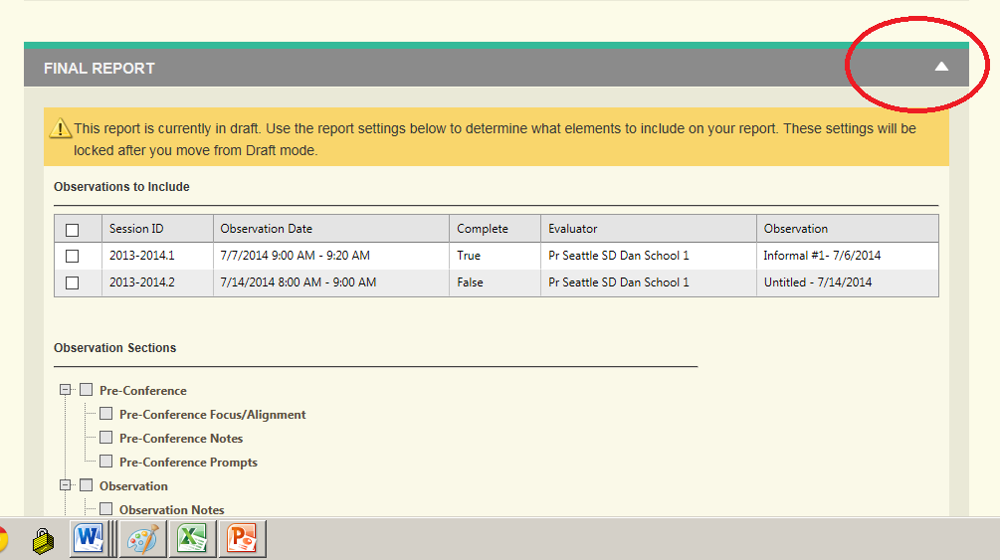 FINAL REPORT
This report is currently in draft. Use the report settings below to determine what elements to include on your report. These settings will be
locked after you move from Draft mode.
Observations to Include
Session ID Observation Date Complete Evaluator Observation
2013-2014.1 7/7/2014 9:00 AM - 9:20 AM True Pr Seattle SD Dan School 1 Informal #1- 7/6/2014
2013-2014.2 7/14/2014 8:00 AM - 9:00 AM False Pr Seattle SD Dan School 1 Untitled - 7/14/2014
Observation Sections
Pre-Conference
Pre-Conference Focus/Alignment
Pre-Conference Notes
Pre-Conference Prompts
Observation
Observation Notes